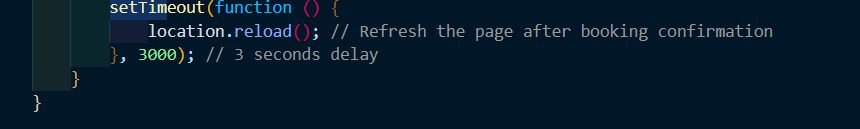 setTimeout(function () {
location.reload(); // Refresh the page after booking confirmation
}, 3000); // 3 seconds delay
}
}